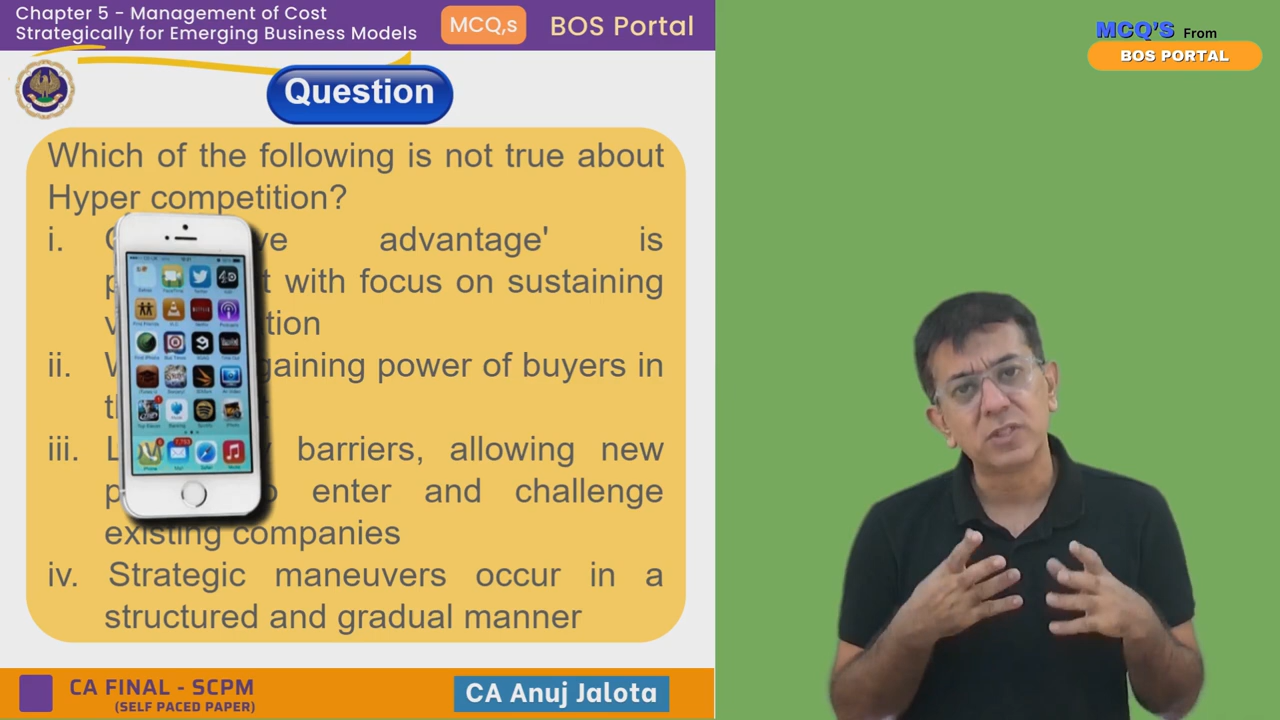 Chapter 5 - Management of Cost
Strategically for Emerging Business Models
MCQ,s
BOS Portal
MCQ'S From
BOS PORTAL
Question
Which of the following is not true about
Hyper competition?
i. advantage' is
with focus on sustaining
ii. power of buyers in
iii. barriers, allowing new
enter and challenge
existing companies
iv. Strategic maneuvers occur in a
structured and gradual manner
CA FINAL - SCPM
(SELF PACED PAPER)
CA Anuj Jalota